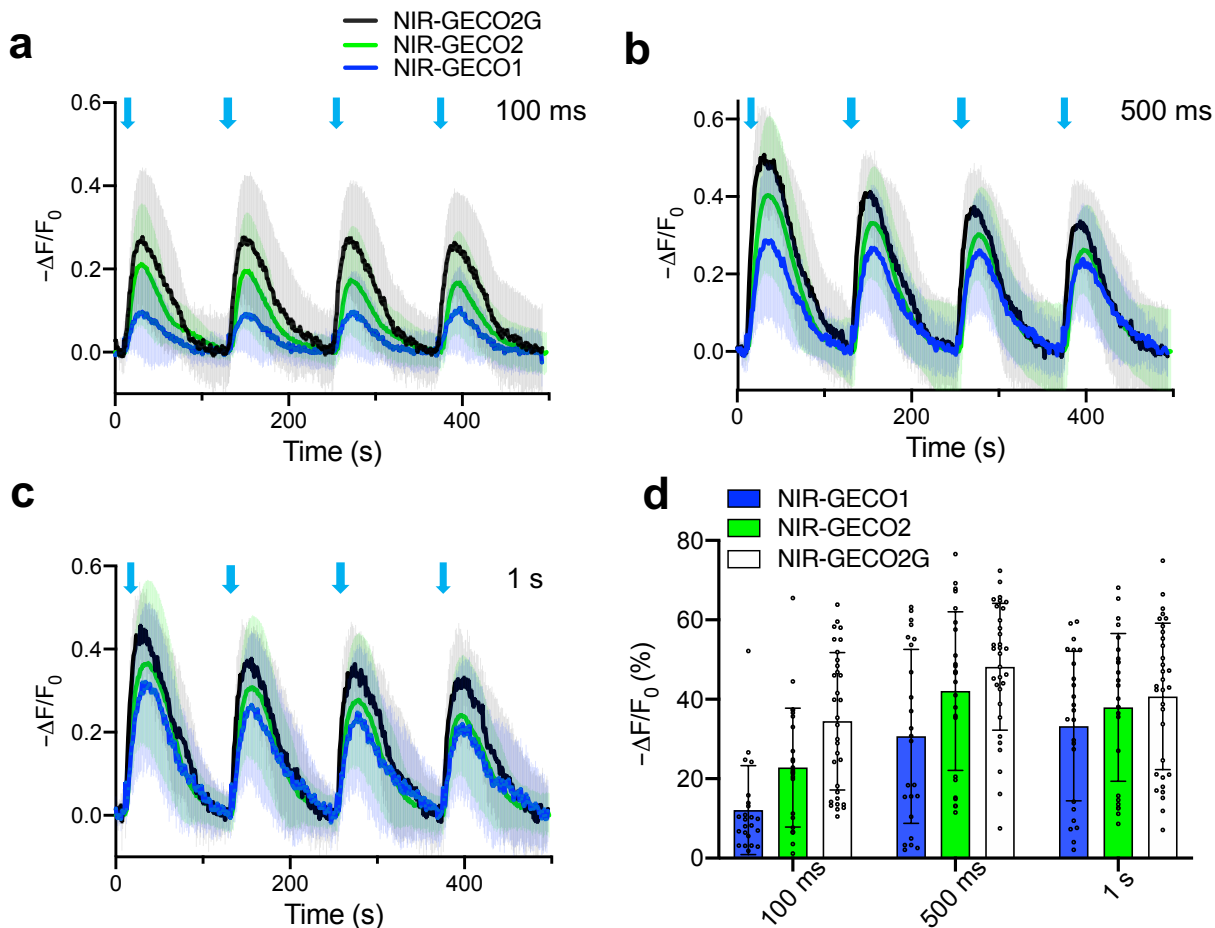 a
NIR-GECO2G
NIR-GECO2
NIR-GECO1
100 ms
0.6
0.4
0.2
0.0
−ΔF/F0
0
200
400
Time (s)
b
500 ms
0.6
0.4
0.2
0.0
−ΔF/F0
0
200
400
Time (s)
c
1 s
0.6
0.4
0.2
0.0
−ΔF/F0
0
200
400
Time (s)
d
NIR-GECO1
NIR-GECO2
NIR-GECO2G
80
60
40
20
0
−ΔF/F0 (%)
100 ms
500 ms
1 s